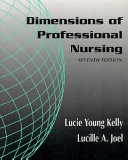 Dimensions of
Professional
Nursing
SEVENTH EDITION
Lucie Young Kelly
Lucille A. Joel